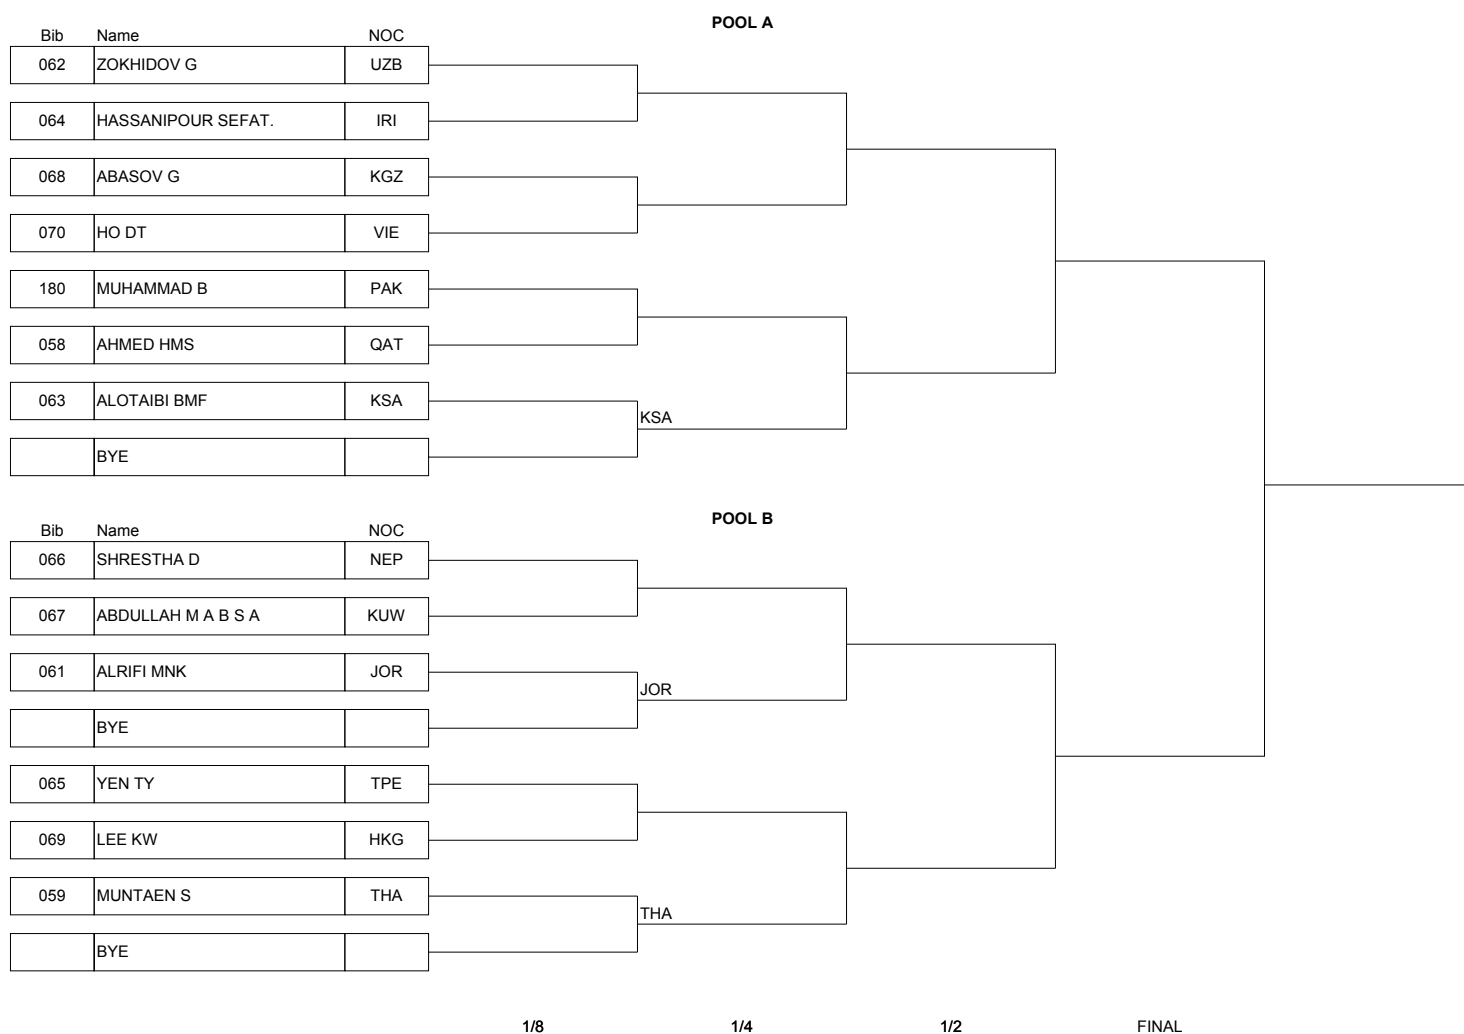 POOL A
Bib Name NOC
062 ZOKHIDOV G UZB
064 HASSANIPOUR SEFAT. IRI
068 ABASOV G KGZ
070 HO DT VIE
180 MUHAMMAD B PAK
058 AHMED HMS QAT
063 ALOTAIBI BMF KSA
KSA
BYE
POOL B
Bib Name NOC
066 SHRESTHA D NEP
067 ABDULLAH M A B S A KUW
061 ALRIFI MNK JOR
JOR
BYE
065 YEN TY TPE
069 LEE KW HKG
059 MUNTAEN S THA
THA
BYE
1/8 1/4 1/2 FINAL